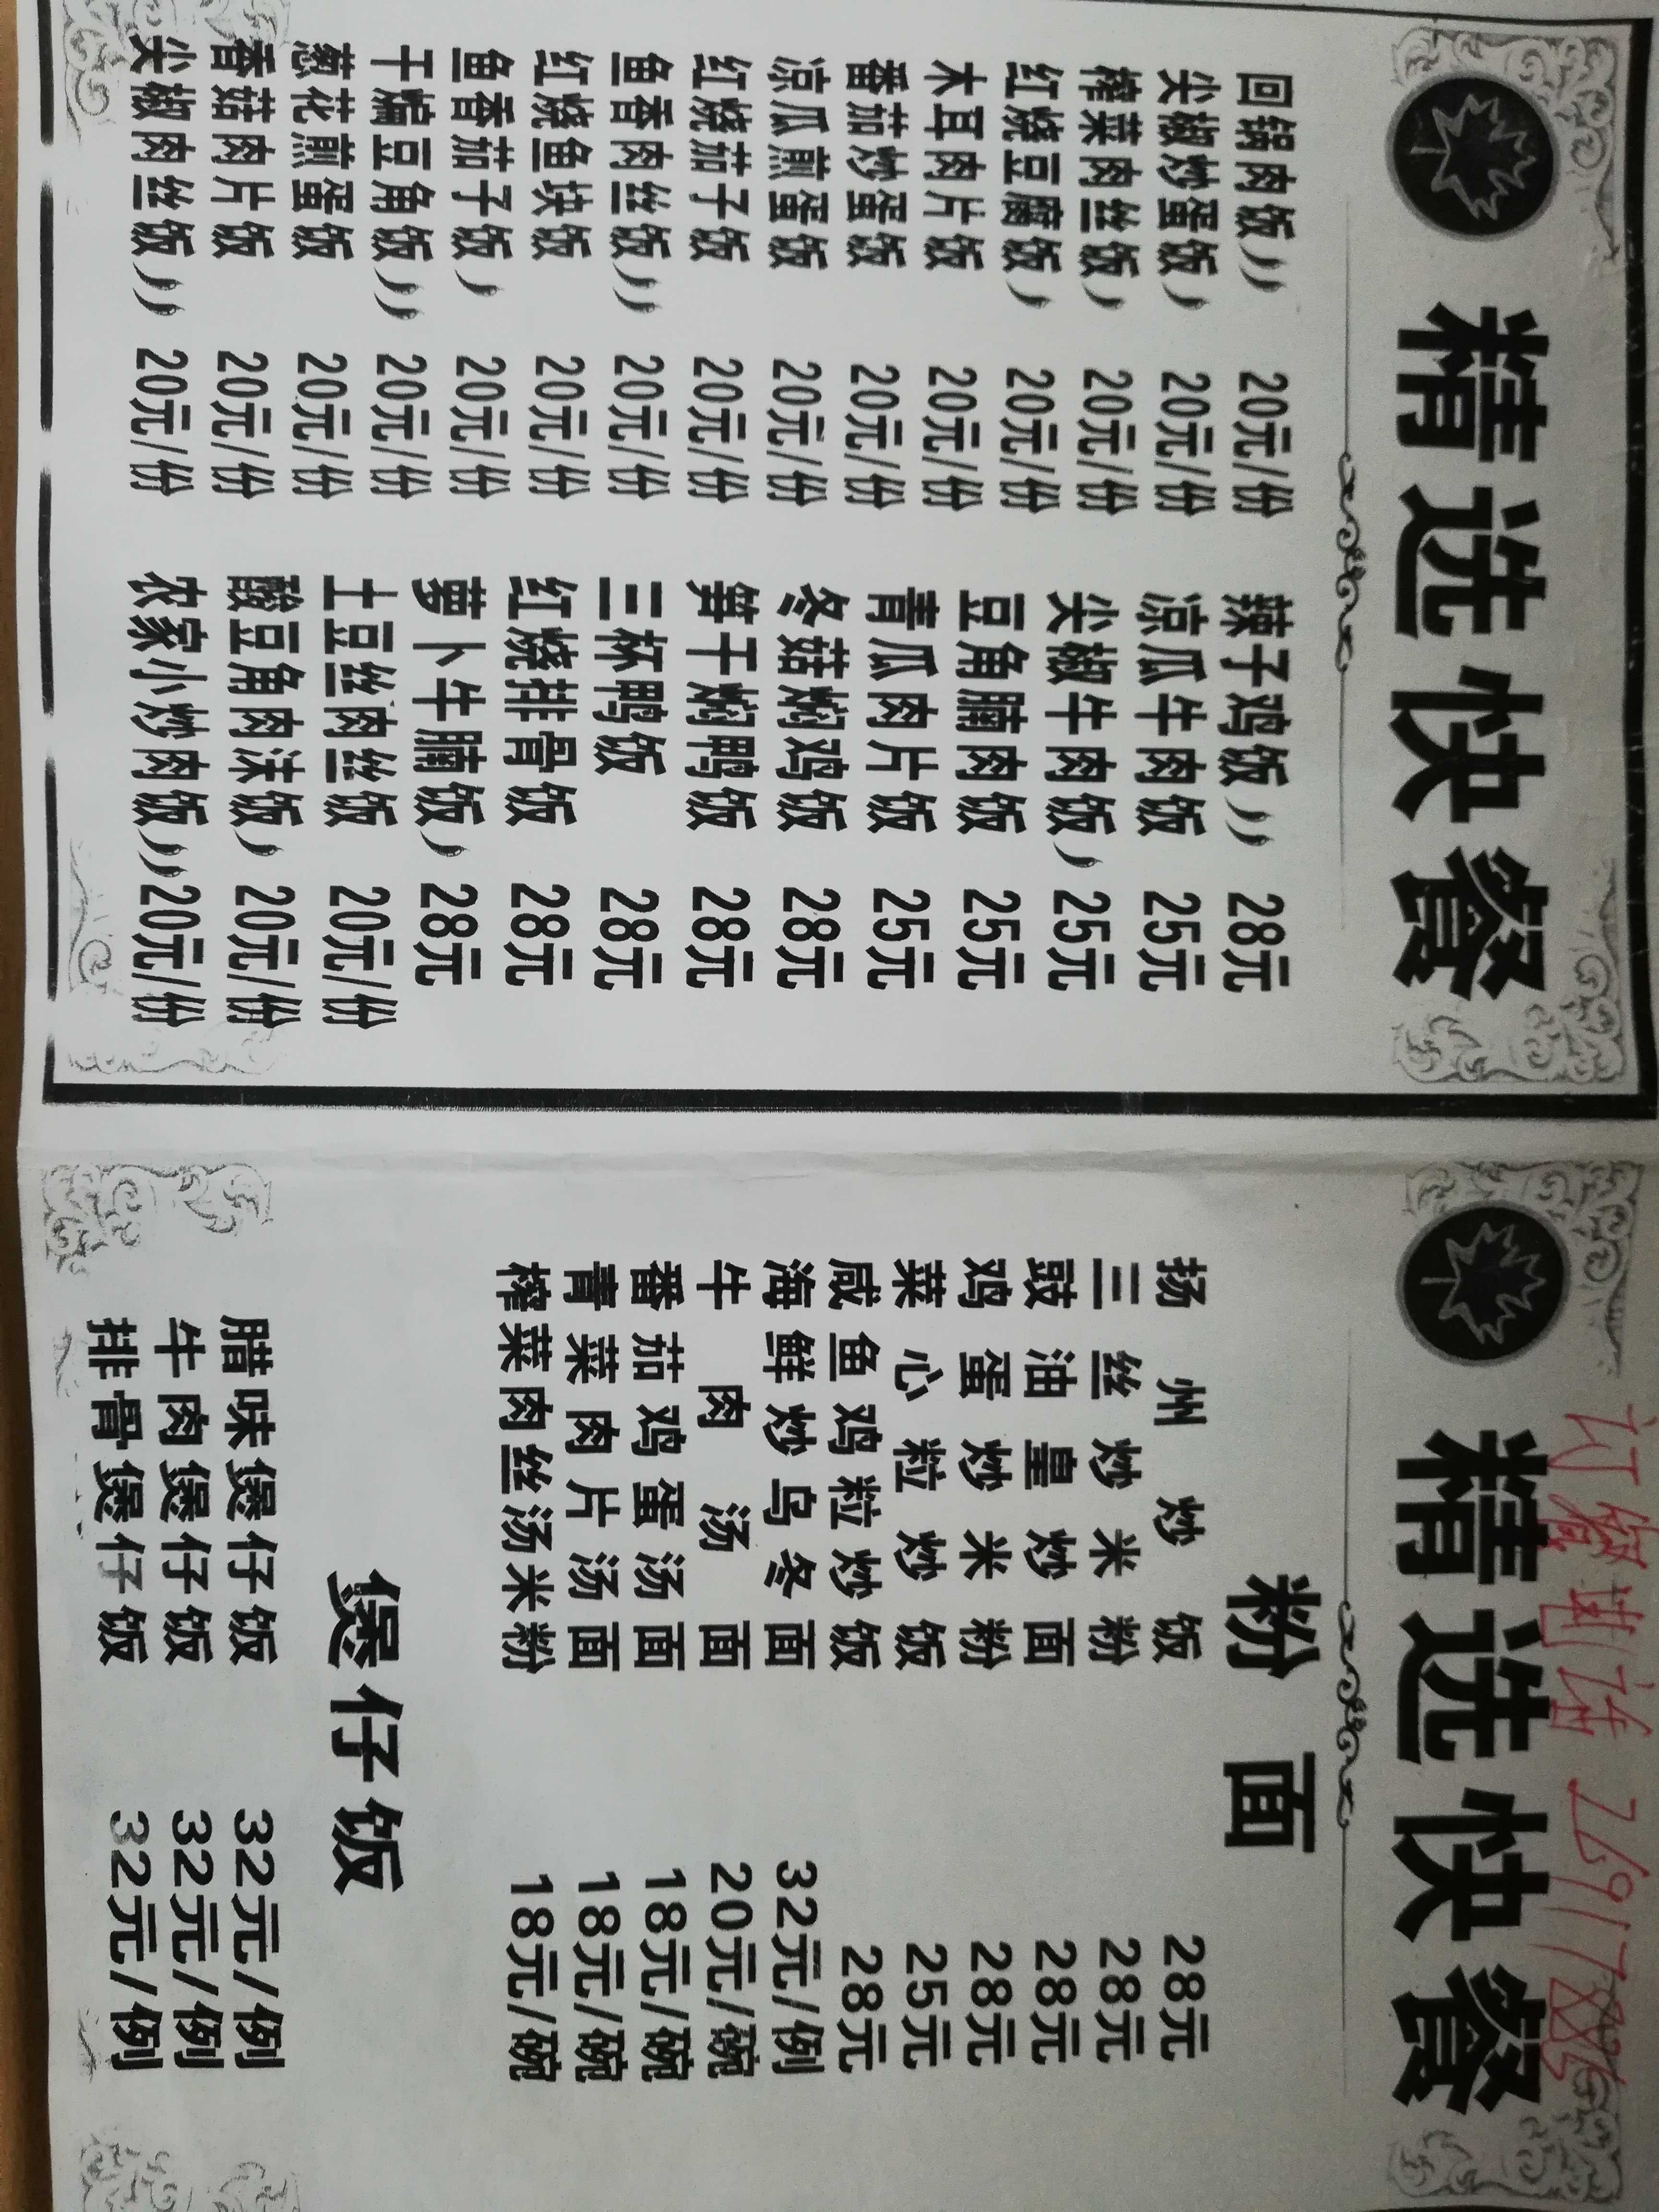 精选快餐
回锅肉饭 20元/份
尖椒炒蛋饭 20元/份
榨菜肉丝饭 20元/份
红烧豆腐饭 20元/份
木耳肉片饭 20元/份
番茄炒蛋饭 20元/份
凉瓜煎蛋饭 20元/份
红烧茄子饭 20元/份
鱼香肉丝饭 20元/份
红烧鱼块饭 20元/份
鱼香茄子饭 20元/份
干煸豆角饭 20元/份
葱花煎蛋饭 20元/份
香菇肉片饭 20元/份
尖椒肉丝饭 20元/份
辣子鸡饭 28元
凉瓜牛肉饭 25元
尖椒牛肉饭 25元
豆角腩肉饭 25元
青瓜肉片饭 25元
冬菇焖鸡饭 28元
笋干焖鸭饭 28元
三杯鸭饭 28元
红烧排骨饭 28元
萝卜牛腩饭 28元
土豆丝肉丝饭 20元/份
酸豆角肉沫饭 20元/份
农家小炒肉饭 20元/份
订餐电话 26917885
精选快餐
粉面
扬州炒饭 28元
三丝炒米粉 28元
豉油皇炒面 28元
鸡蛋炒米粉 28元
菜心粒炒饭 25元
咸鱼鸡粒炒饭 28元
海鲜炒乌冬面 32元/例
牛肉汤面 20元/碗
番茄鸡蛋汤面 18元/碗
青菜肉片汤面 18元/碗
榨菜肉丝汤米粉 18元/碗
煲仔饭
腊味煲仔饭 32元/例
牛肉煲仔饭 32元/例
排骨煲仔饭 32元/例